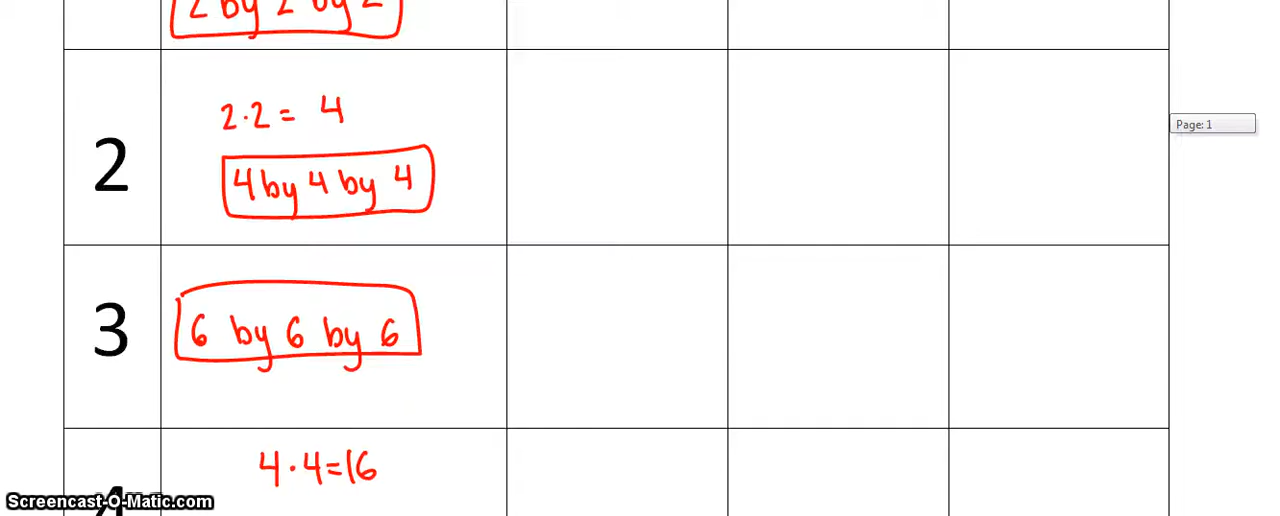 2 by 2 by 2
2·2 = 4
2
4 by 4 by 4
Page: 1
3
6 by 6 by 6
4·4=16
4
Screencast-O-Matic.com